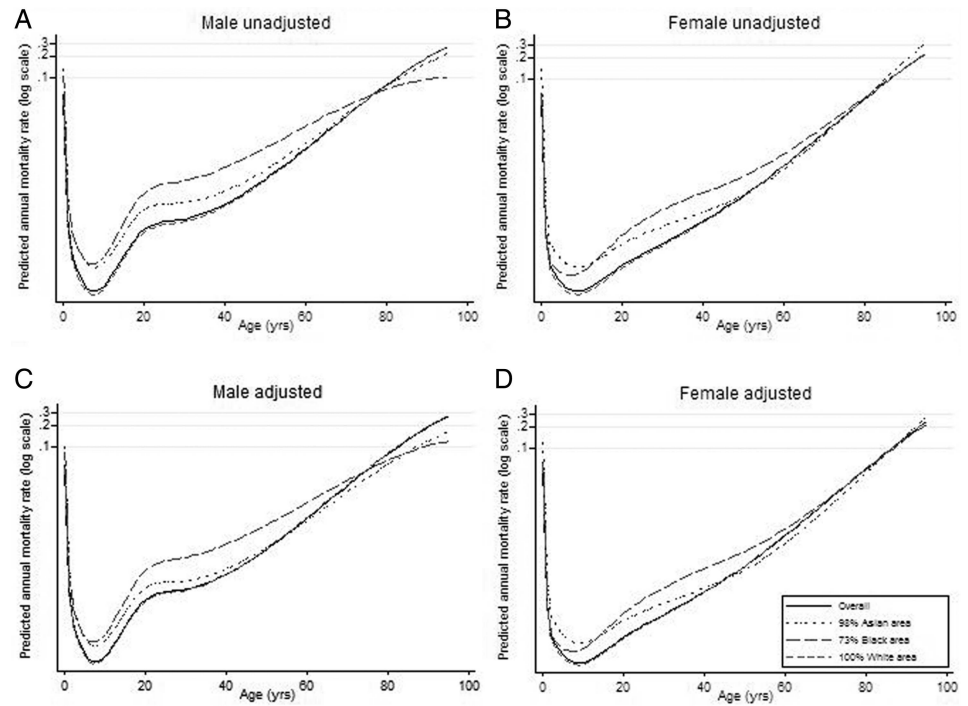 A
Male unadjusted
Predicted annual mortality rate (log scale)
.3
.2
.1
0 20 40 60 80 100
Age (yrs)
B
Female unadjusted
Predicted annual mortality rate (log scale)
.3
.2
.1
0 20 40 60 80 100
Age (yrs)
C
Male adjusted
Predicted annual mortality rate (log scale)
.3
.2
.1
0 20 40 60 80 100
Age (yrs)
D
Female adjusted
Predicted annual mortality rate (log scale)
.3
.2
.1
0 20 40 60 80 100
Age (yrs)
Overall
98% Asian area
73% Black area
100% White area